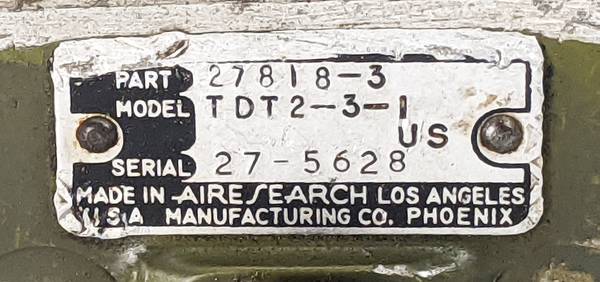 PART 27818-3
MODEL TDT2-3-1
US
SERIAL 27-5628
MADE IN AIRESEARCH LOS ANGELES
U.S.A MANUFACTURING CO. PHOENIX